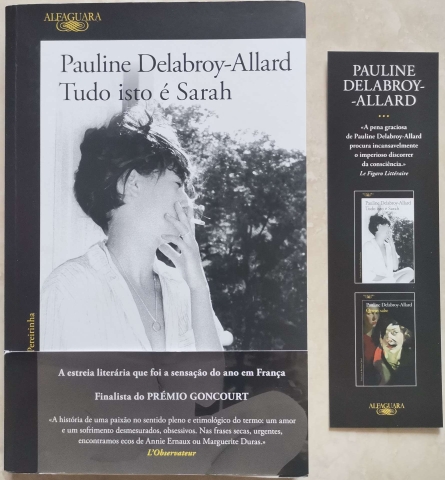 ALFAGUARA
Pauline Delabroy-Allard
Tudo isto é Sarah
Pereirinha
A estreia literária que foi a sensação do ano em França
Finalista do PRÉMIO GONCOURT
«A história de uma paixão no sentido pleno e etimológico do termo: um amor
e um sofrimento desmesurados, obsessivos. Nas frases secas, urgentes,
encontramos ecos de Annie Ernaux ou Marguerite Duras.»
L'Observateur
PAULINE
DELABROY-
-ALLARD
«A pena graciosa
de Pauline Delabroy-Allard
procura incansavelmente
o imperioso discorrer
da consciência.»
Le Figaro Littéraire
Pauline Delabroy-Allard
Tudo isto é Sarah
Pauline Delabroy-Allard
ALFAGUARA